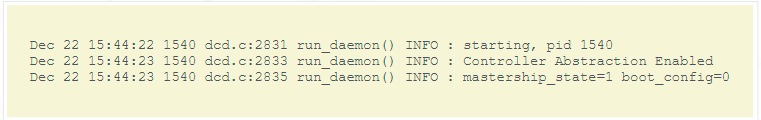 Dec 22 15:44:22 1540 dcd.c:2831 run_daemon() INFO : starting, pid 1540
Dec 22 15:44:23 1540 dcd.c:2833 run_daemon() INFO : Controller Abstraction Enabled
Dec 22 15:44:23 1540 dcd.c:2835 run_daemon() INFO : mastership_state=1 boot_config=0